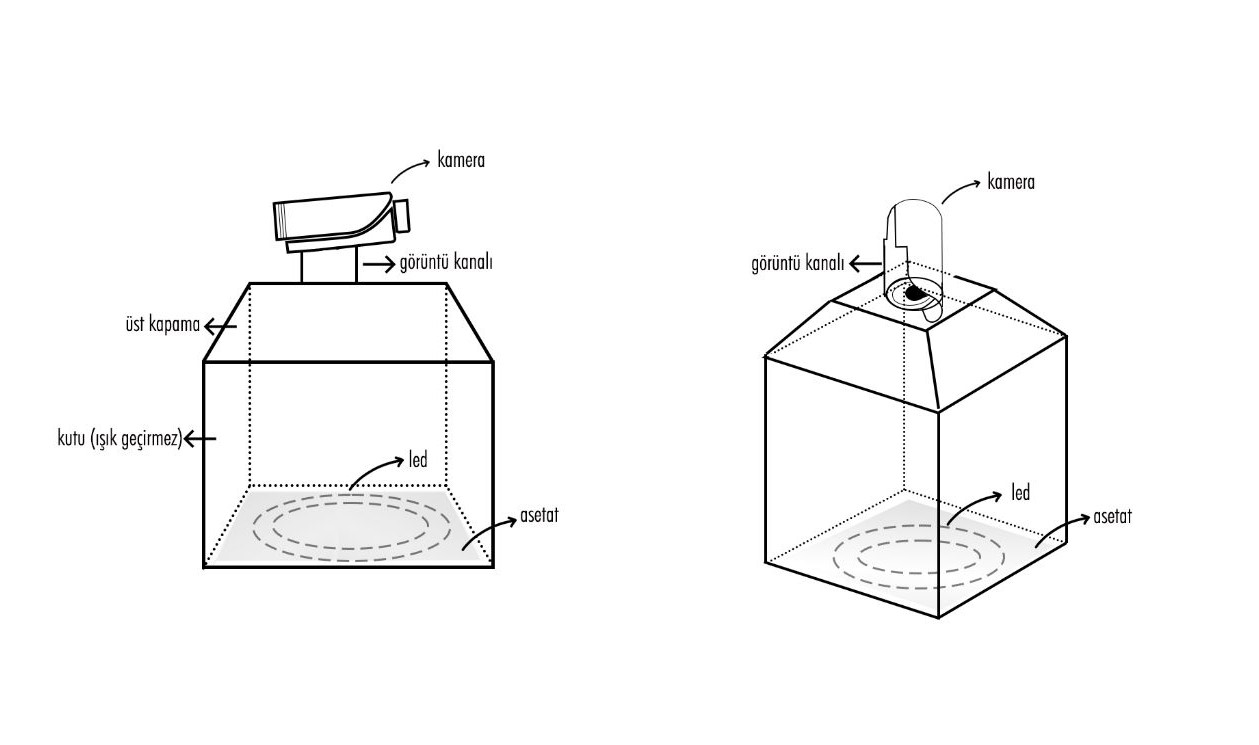 kamera
görüntü kanalı
üst kapama
kutu (ışık geçirmez)
led
asetat
kamera
görüntü kanalı
led
asetat